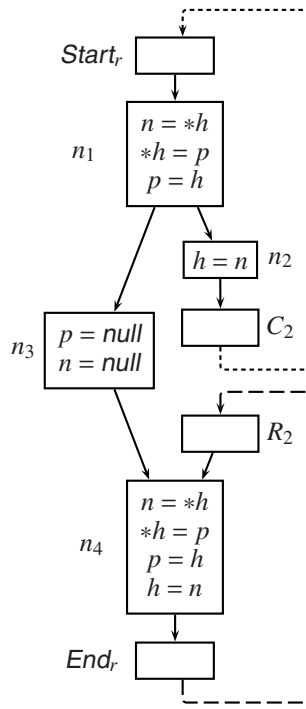 Start_r
n_1
n = *h
*h = p
p = h
h = n
n_2
C_2
n_3
p = null
n = null
R_2
n_4
n = *h
*h = p
p = h
h = n
End_r